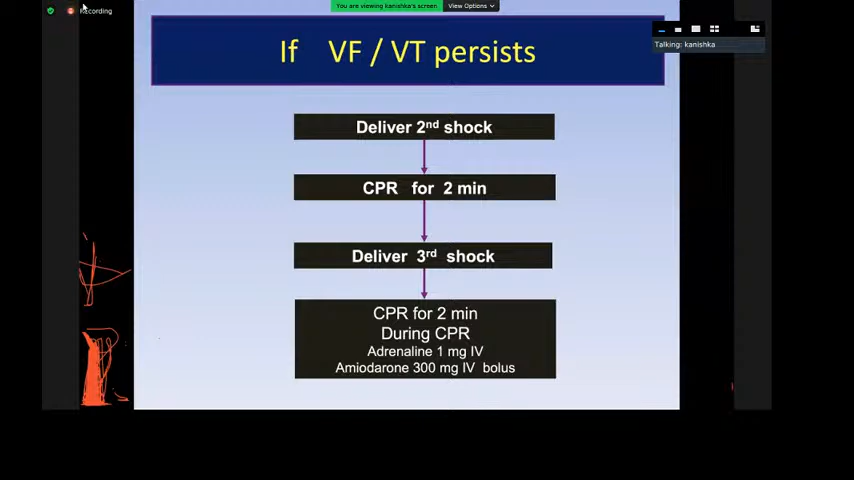 Recording
You are viewing kanishka's screen
View Options
Talking: kanishka
If VF / VT persists
Deliver 2nd shock
CPR for 2 min
Deliver 3rd shock
CPR for 2 min
During CPR
Adrenaline 1 mg IV
Amiodarone 300 mg IV bolus